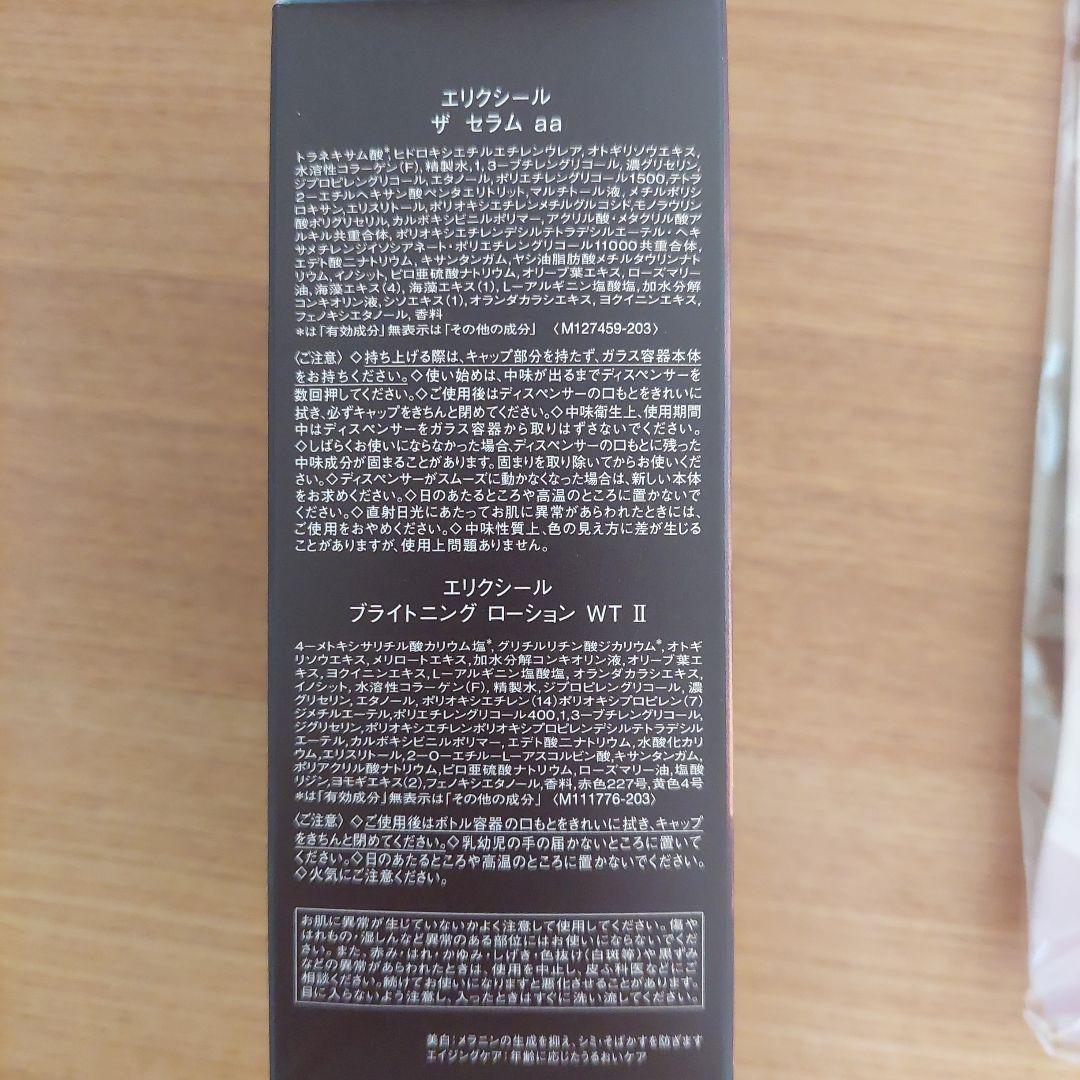 エリクシール
ザ セラム aa
トラネキサム酸*,ヒドロキシエチルエチレンウレア,オトギリソウエキス,
水溶性コラーゲン(F),精製水,1,3ーブチレングリコール,濃グリセリン,
ジプロピレングリコール,エタノール,ポリエチレングリコール1500,テトラ
2ーエチルヘキサン酸ペンタエリトリット,マルチトール液,メチルポリシ
ロキサン,エリスリトール,ポリオキシエチレンメチルグルコシド,モノラウリン
酸ポリグリセリル,カルボキシビニルポリマー,アクリル酸・メタクリル酸ア
ルキル共重合体,ポリオキシエチレンデシルテトラデシルエーテル・ヘキ
サメチレンジイソシアネート・ポリエチレングリコール11000共重合体,
エデト酸二ナトリウム,キサンタンガム,ヤシ油脂肪酸メチルタウリンナト
リウム,イノシット,ピロ亜硫酸ナトリウム,オリーブ葉エキス,ローズマリー
油,海藻エキス(4),海藻エキス(1),Lーアルギニン塩酸塩,加水分解
コンキオリン液,シソエキス(1),オランダカラシエキス,ヨクイニンエキス,
フェノキシエタノール,香料
*は「有効成分」無表示は「その他の成分」〈M127459-203〉
〈ご注意〉◇持ち上げる際は、キャップ部分を持たず、ガラス容器本体
をお持ちください。◇使い始めは、中味が出るまでディスペンサーを
数回押してください。◇ご使用後はディスペンサーの口もとをきれいに
拭き、必ずキャップをきちんと閉めてください。◇中味衛生上、使用期間
中はディスペンサーをガラス容器から取りはずさないでください。
◇しばらくお使いにならなかった場合、ディスペンサーの口もとに残った
中味成分が固まることがあります。固まりを取り除いてからお使いくだ
さい。◇ディスペンサーがスムーズに動かなくなった場合は、新しい本体
をお求めください。◇日のあたるところや高温のところに置かないで
ください。◇直射日光にあたってお肌に異常があらわれたときには、
ご使用をおやめください。◇中味性質上、色の見え方に差が生じる
ことがありますが、使用上問題ありません。
エリクシール
ブライトニング ローション WT Ⅱ
4ーメトキシサリチル酸カリウム塩*,グリチルリチン酸ジカリウム*,オトギ
リソウエキス,メリロートエキス,加水分解コンキオリン液,オリーブ葉エ
キス,ヨクイニンエキス,Lーアルギニン塩酸塩,オランダカラシエキス,
イノシット,水溶性コラーゲン(F),精製水,ジプロピレングリコール,濃
グリセリン,エタノール,ポリオキシエチレン(14)ポリオキシプロピレン(7)
ジメチルエーテル,ポリエチレングリコール400,1,3ーブチレングリコール,
ジグリセリン,ポリオキシエチレンポリオキシプロピレンデシルテトラデシル
エーテル,カルボキシビニルポリマー,エデト酸二ナトリウム,水酸化カリ
ウム,エリスリトール,2ーOーエチルーLーアスコルビン酸,キサンタンガム,
ポリアクリル酸ナトリウム,ピロ亜硫酸ナトリウム,ローズマリー油,塩酸
リジン,ヨモギエキス(2),フェノキシエタノール,香料,赤色227号,黄色4号
*は「有効成分」無表示は「その他の成分」〈M111776-203〉
〈ご注意〉◇ご使用後はボトル容器の口もとをきれいに拭き、キャップ
をきちんと閉めてください。◇乳幼児の手の届かないところに置いて
ください。◇日のあたるところや高温のところに置かないでください。
◇火気にご注意ください。
お肌に異常が生じていないかよく注意して使用してください。傷や
はれもの・湿しんなど異常のある部位にはお使いにならないでくだ
さい。また、赤み・はれ・かゆみ・しげき・色抜け(白斑等)や黒ずみ
などの異常があらわれたときは、使用を中止し、皮ふ科医などにご
相談ください。続けてお使いになりますと悪化させることがあります。
目に入らないよう注意し、入ったときはすぐに洗い流してください。
美白:メラニンの生成を抑え、シミ・そばかすを防ぎます
エイジングケア:年齢に応じたうるおいケア